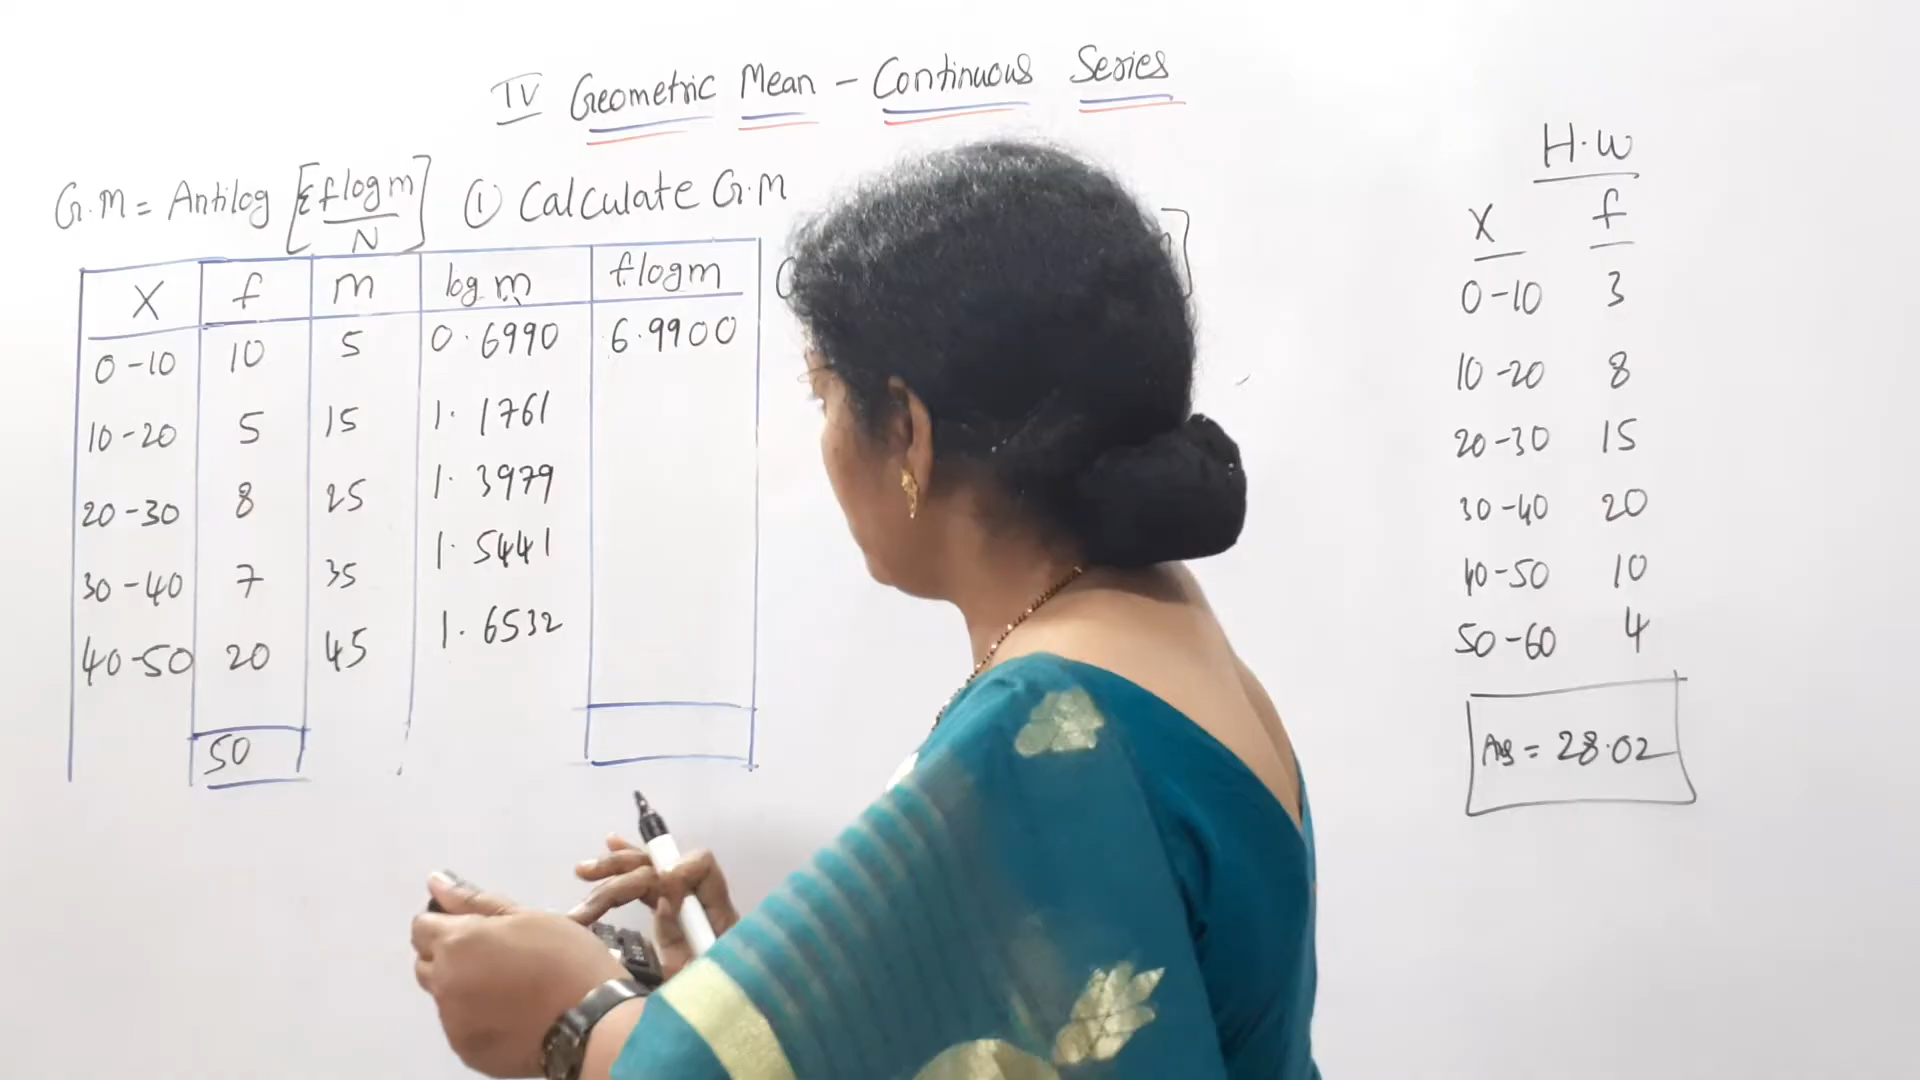 IV Geometric Mean - Continuous Series
G.M = Antilog [Σflogm / N] ① Calculate G.M
X f m log m f.logm
0-10 10 5 0.6990 6.9900
10-20 5 15 1.1761
20-30 8 25 1.3979
30-40 7 35 1.5441
40-50 20 45 1.6532
50
H.W
X f
0-10 3
10-20 8
20-30 15
30-40 20
40-50 10
50-60 4
Ans = 28.02